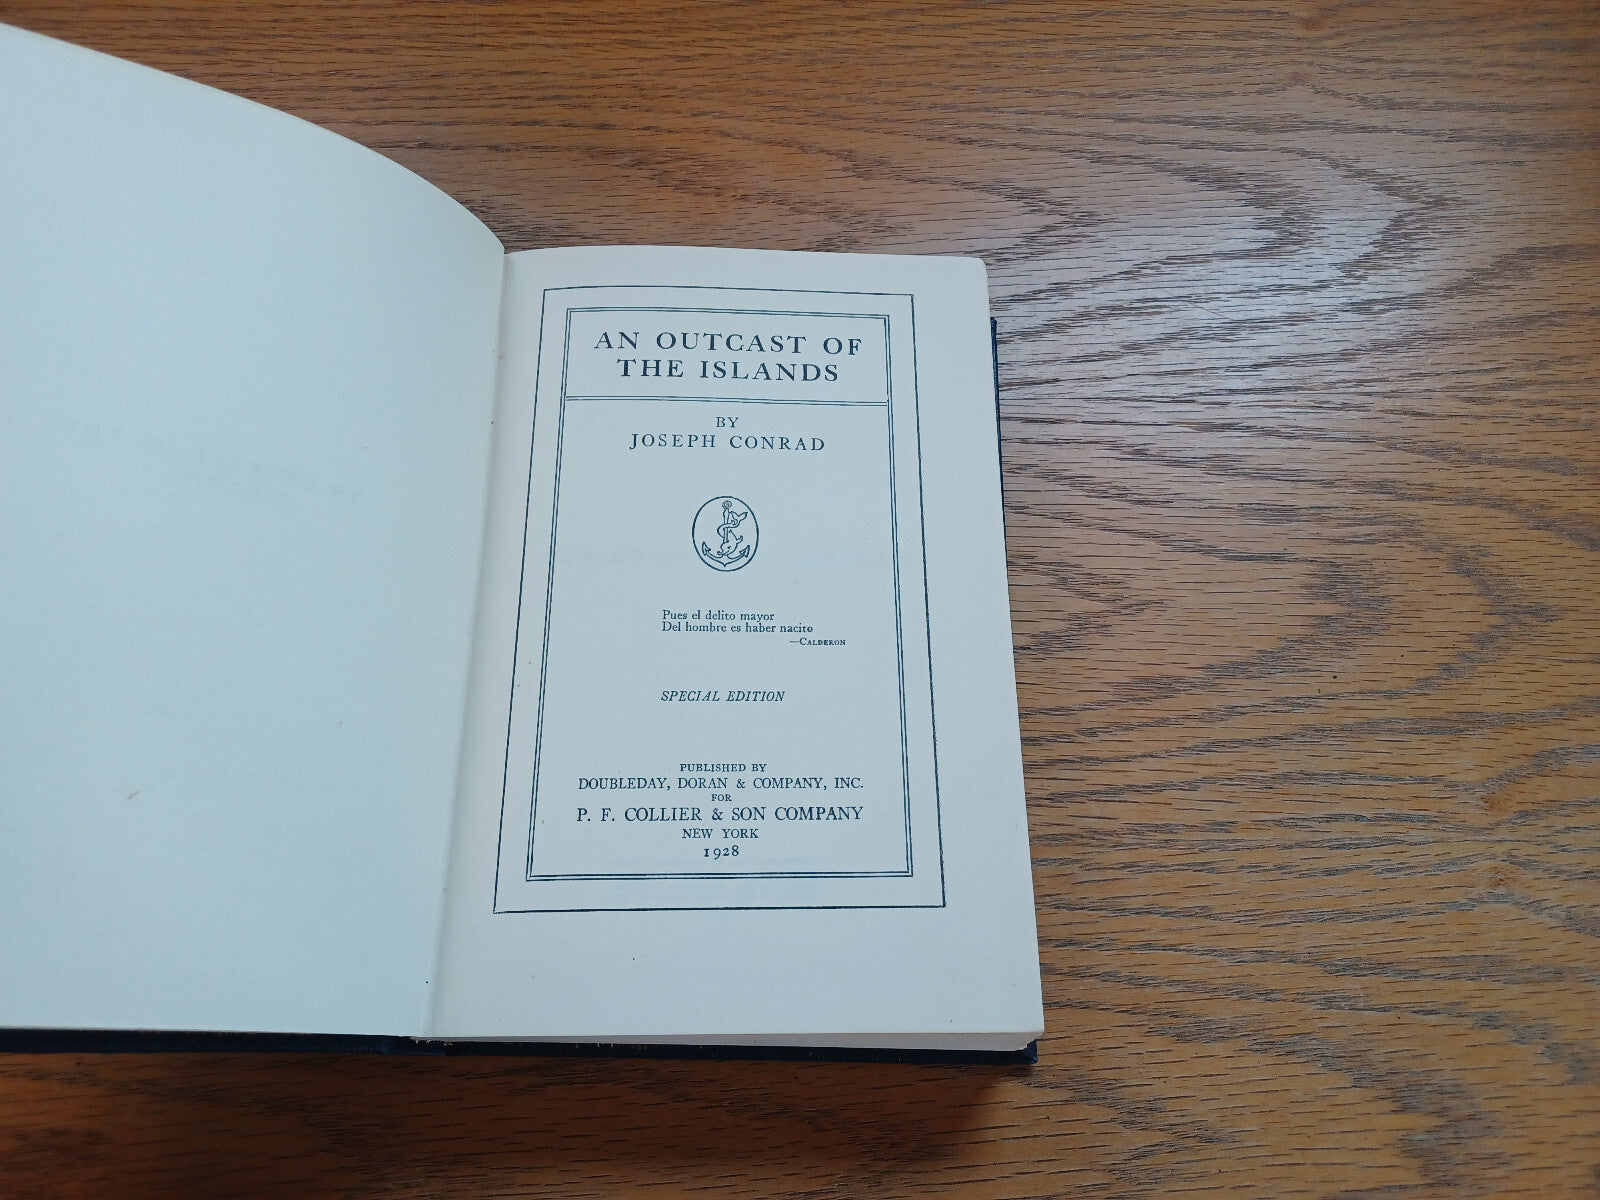 AN OUTCAST OF
THE ISLANDS
BY
JOSEPH CONRAD
Pues el delito mayor
Del hombre es haber nacito
—CALDERON
SPECIAL EDITION
PUBLISHED BY
DOUBLEDAY, DORAN & COMPANY, INC.
FOR
P. F. COLLIER & SON COMPANY
NEW YORK
1928